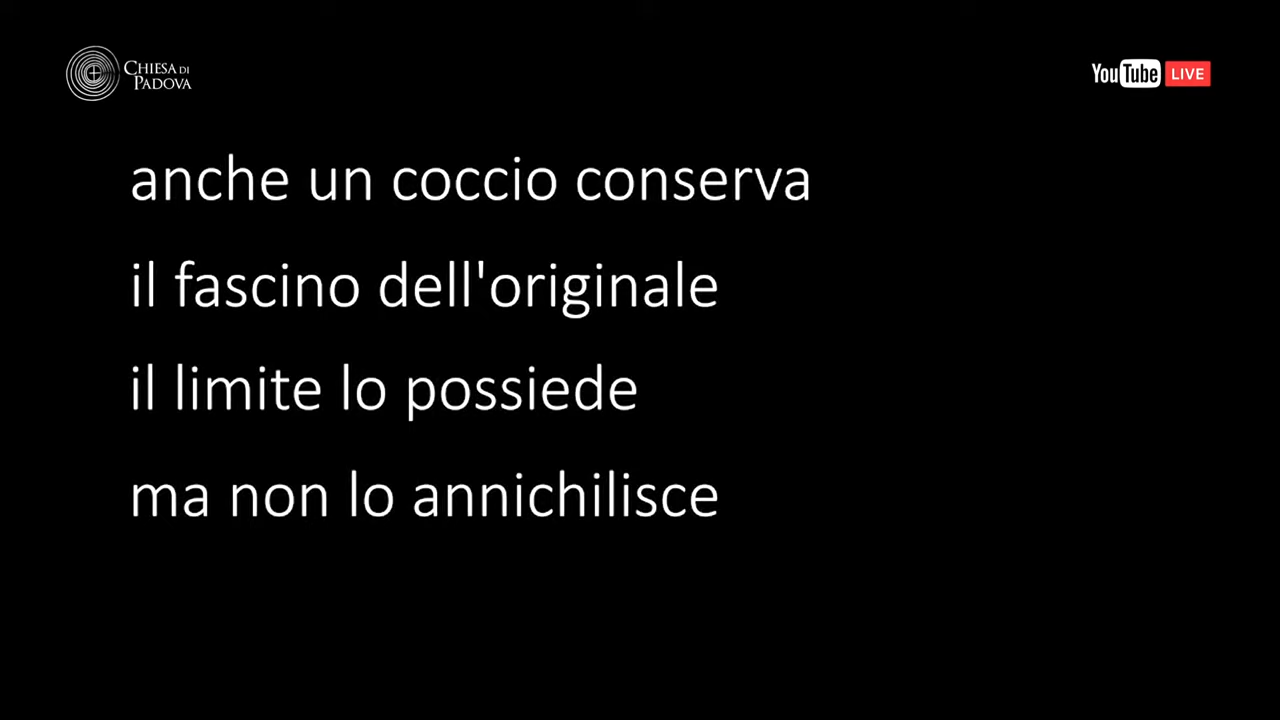 CHIESA DI
PADOVA
YouTube LIVE
anche un coccio conserva
il fascino dell'originale
il limite lo possiede
ma non lo annichilisce